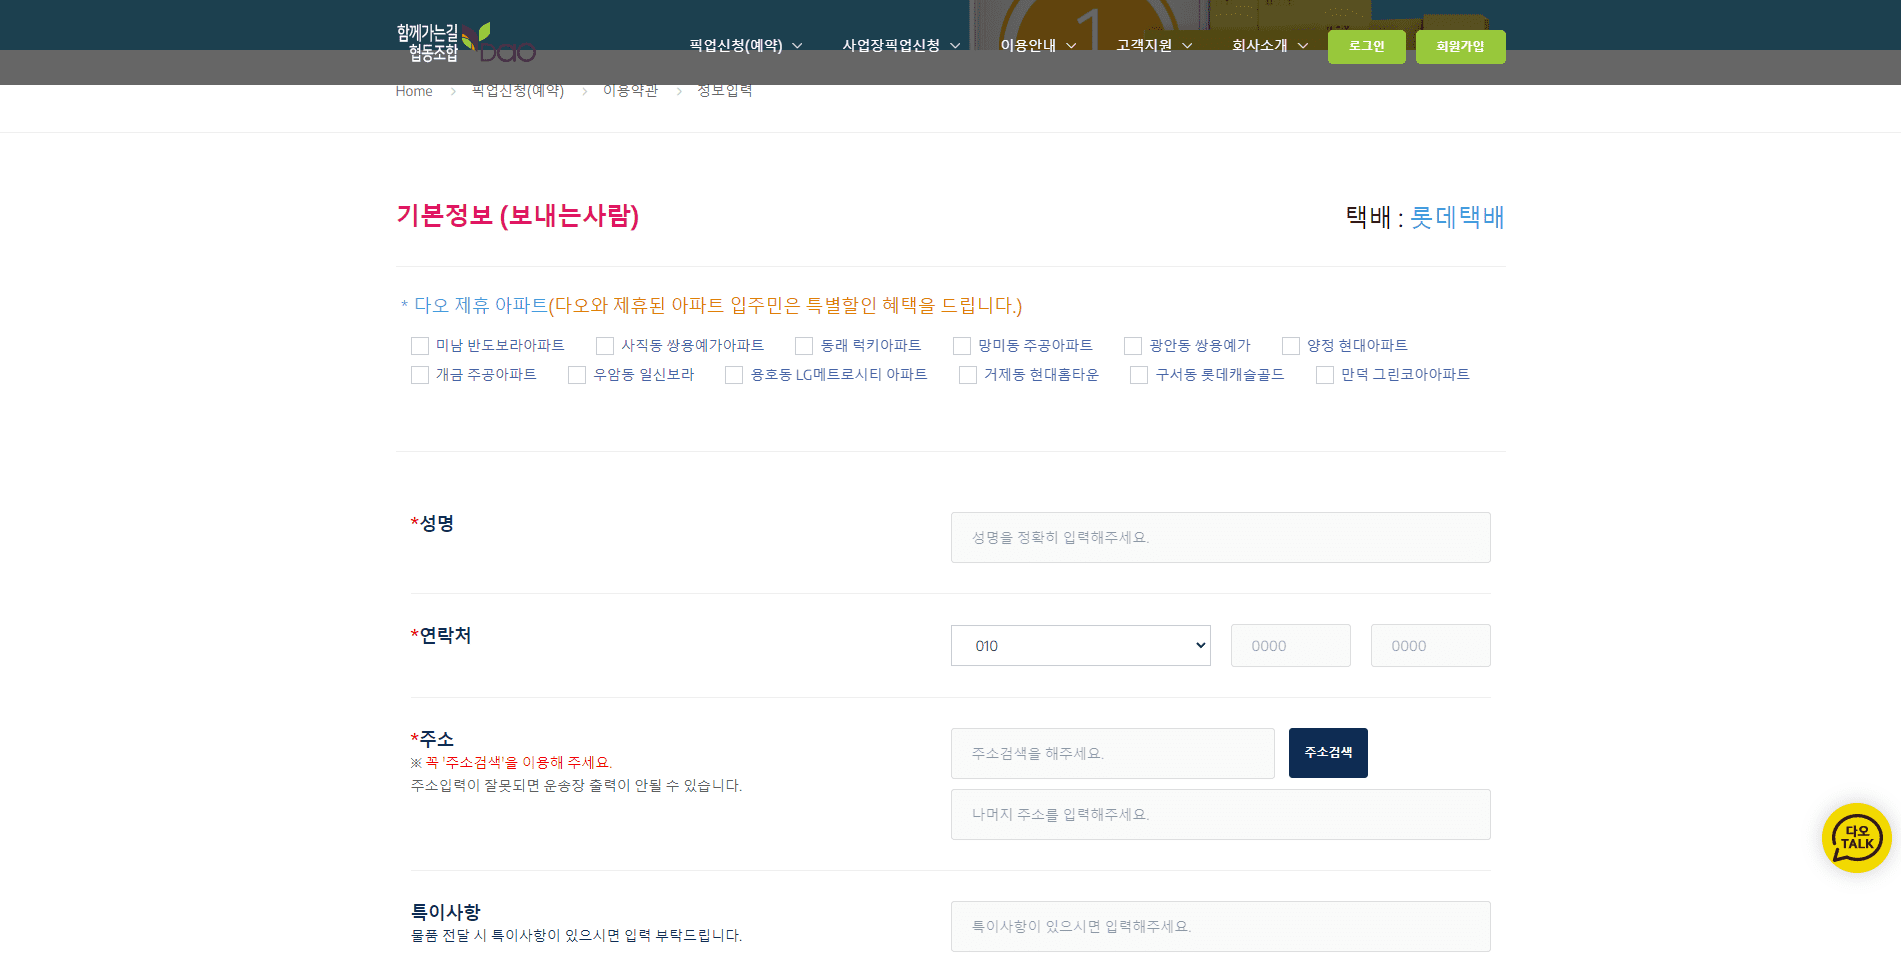 함께가는길
협동조합
DAO
픽업신청(예약)
사업장픽업신청
이용안내
고객지원
회사소개
로그인
회원가입
1
Home > 픽업신청(예약) > 이용약관 > 정보입력
기본정보 (보내는사람)
택배 : 롯데택배
* 다오 제휴 아파트(다오와 제휴된 아파트 입주민은 특별할인 혜택을 드립니다.)
미남 반도보라아파트 사직동 쌍용예가아파트 동래 럭키아파트 망미동 주공아파트 광안동 쌍용예가 양정 현대아파트
개금 주공아파트 우암동 일신보라 용호동 LG메트로시티 아파트 거제동 현대홈타운 구서동 롯데캐슬골드 만덕 그린코아아파트
*성명
성명을 정확히 입력해주세요.
*연락처
010
0000
0000
*주소
※ 꼭 '주소검색'을 이용해 주세요.
주소입력이 잘못되면 운송장 출력이 안될 수 있습니다.
주소검색을 해주세요.
주소검색
나머지 주소를 입력해주세요.
다오
TALK
특이사항
물품 전달 시 특이사항이 있으시면 입력 부탁드립니다.
특이사항이 있으시면 입력해주세요.